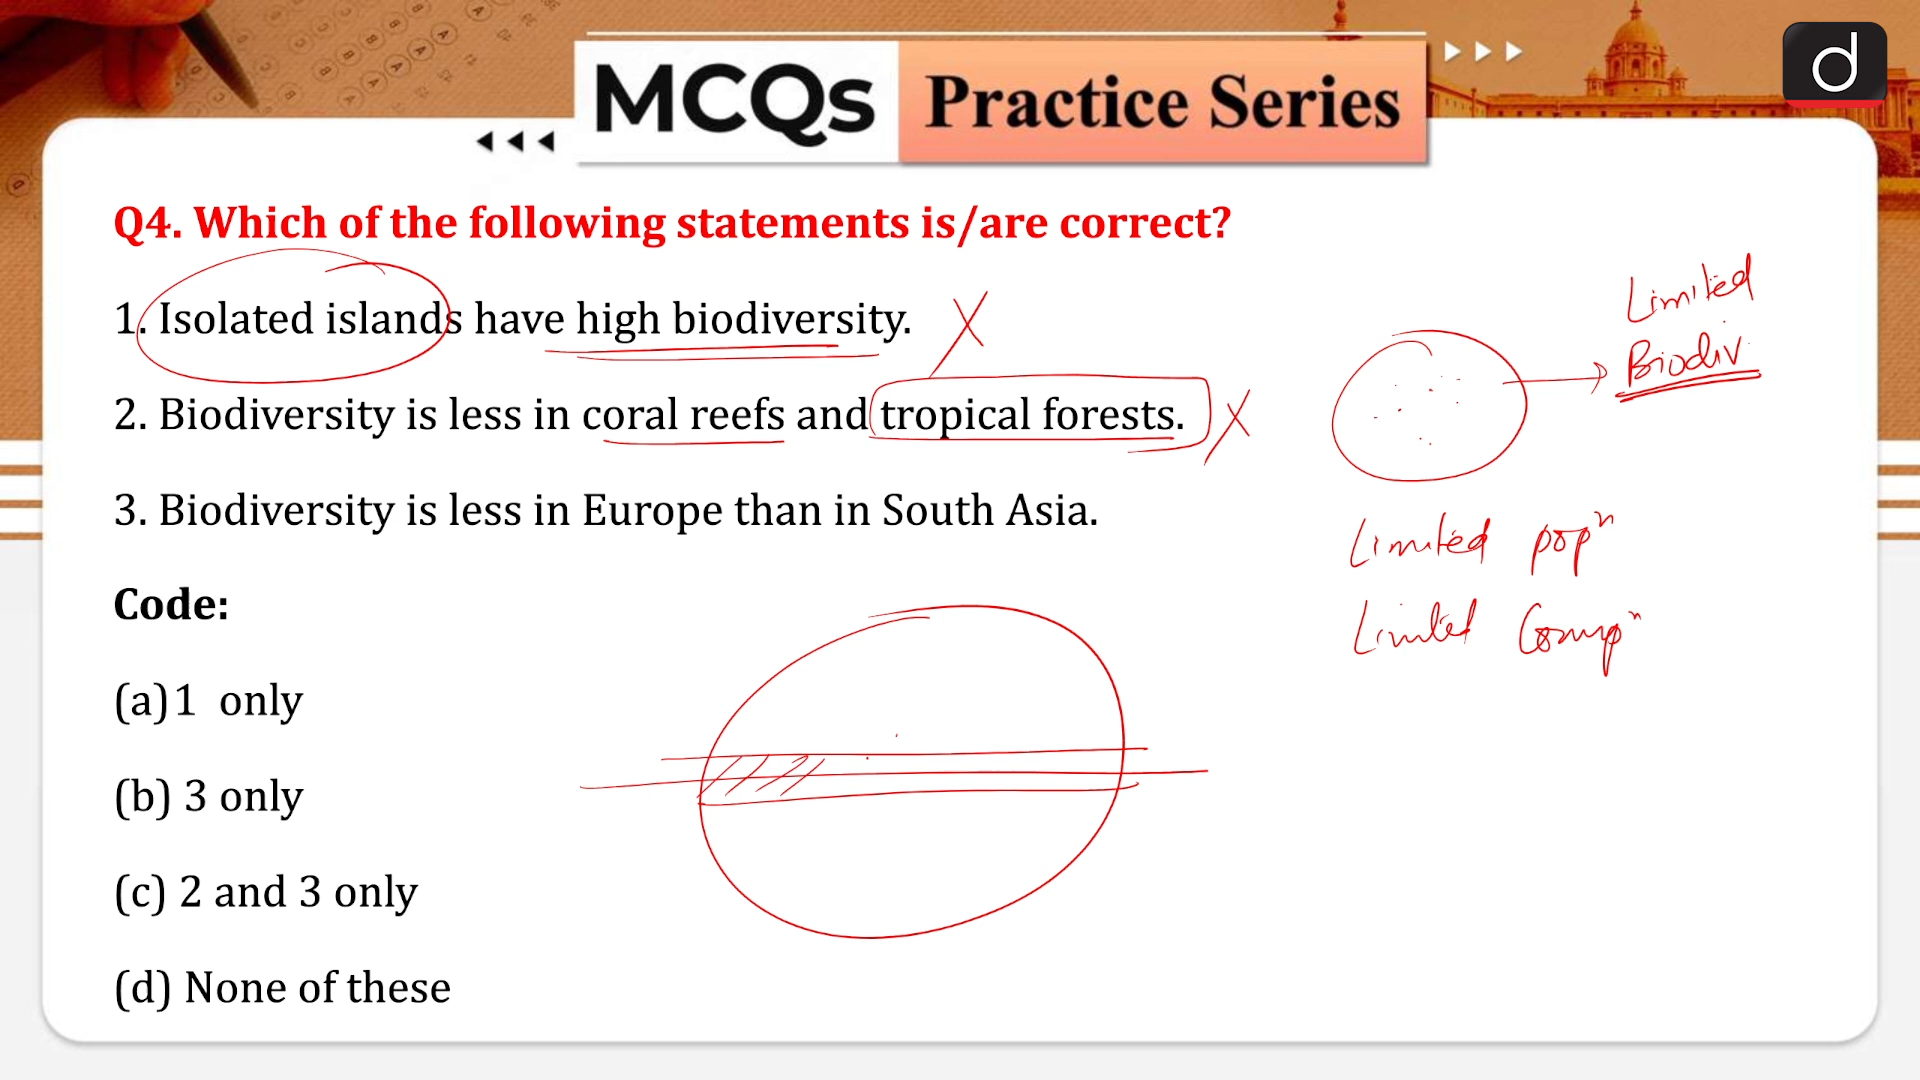 MCQs Practice Series
d
Q4. Which of the following statements is/are correct?
1. Isolated islands have high biodiversity. X
2. Biodiversity is less in coral reefs and tropical forests. X
3. Biodiversity is less in Europe than in South Asia.
Code:
(a) 1 only
(b) 3 only
(c) 2 and 3 only
(d) None of these
Limited
Biodiv
Limited popⁿ
Limited Compⁿ